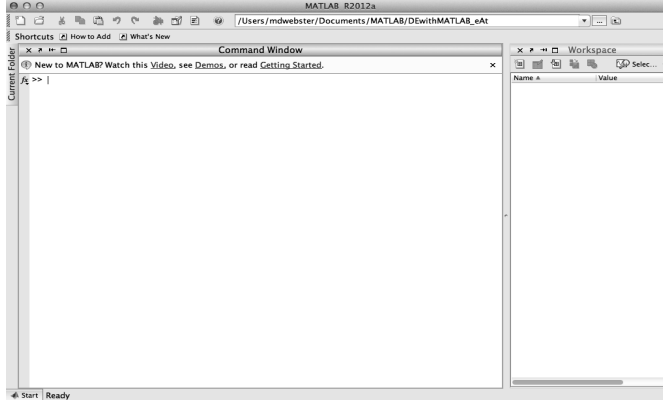 MATLAB R2012a
/Users/mdwebster/Documents/MATLAB/DEwithMATLAB_eAt
Shortcuts How to Add What's New
Current Folder
Command Window
New to MATLAB? Watch this Video, see Demos, or read Getting Started.
fx >>
Workspace
Selec...
Name Value
Start Ready